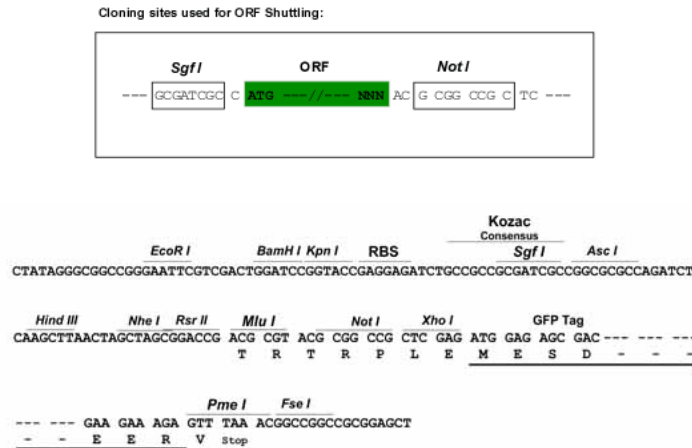 Cloning sites used for ORF Shuttling:
Sgf I ORF Not I
--- GCGATCGC C ATG ---//--- NNN AC G CGG CCG C TC ---
Kozac
Consensus
EcoR I BamH I Kpn I RBS Sgf I Asc I
CTATAGGGCGGCCGGGAATTCGTCGACTGGATCCGGTACCGAGGAGATCTGCCGCCGCGATCGCCGGCGCGCCAGATCT
Hind III Nhe I Rsr II Mlu I Not I Xho I GFP Tag
CAAGCTTAACTAGCTAGCGGACCG ACG CGT ACG CGG CCG CTC GAG ATG GAG AGC GAC --- --- ---
T R T R P L E M E S D - - -
Pme I Fse I
--- --- GAA GAA AGA GTT TAA ACGGCCGGCCGCGGAGCT
- - E E R V Stop